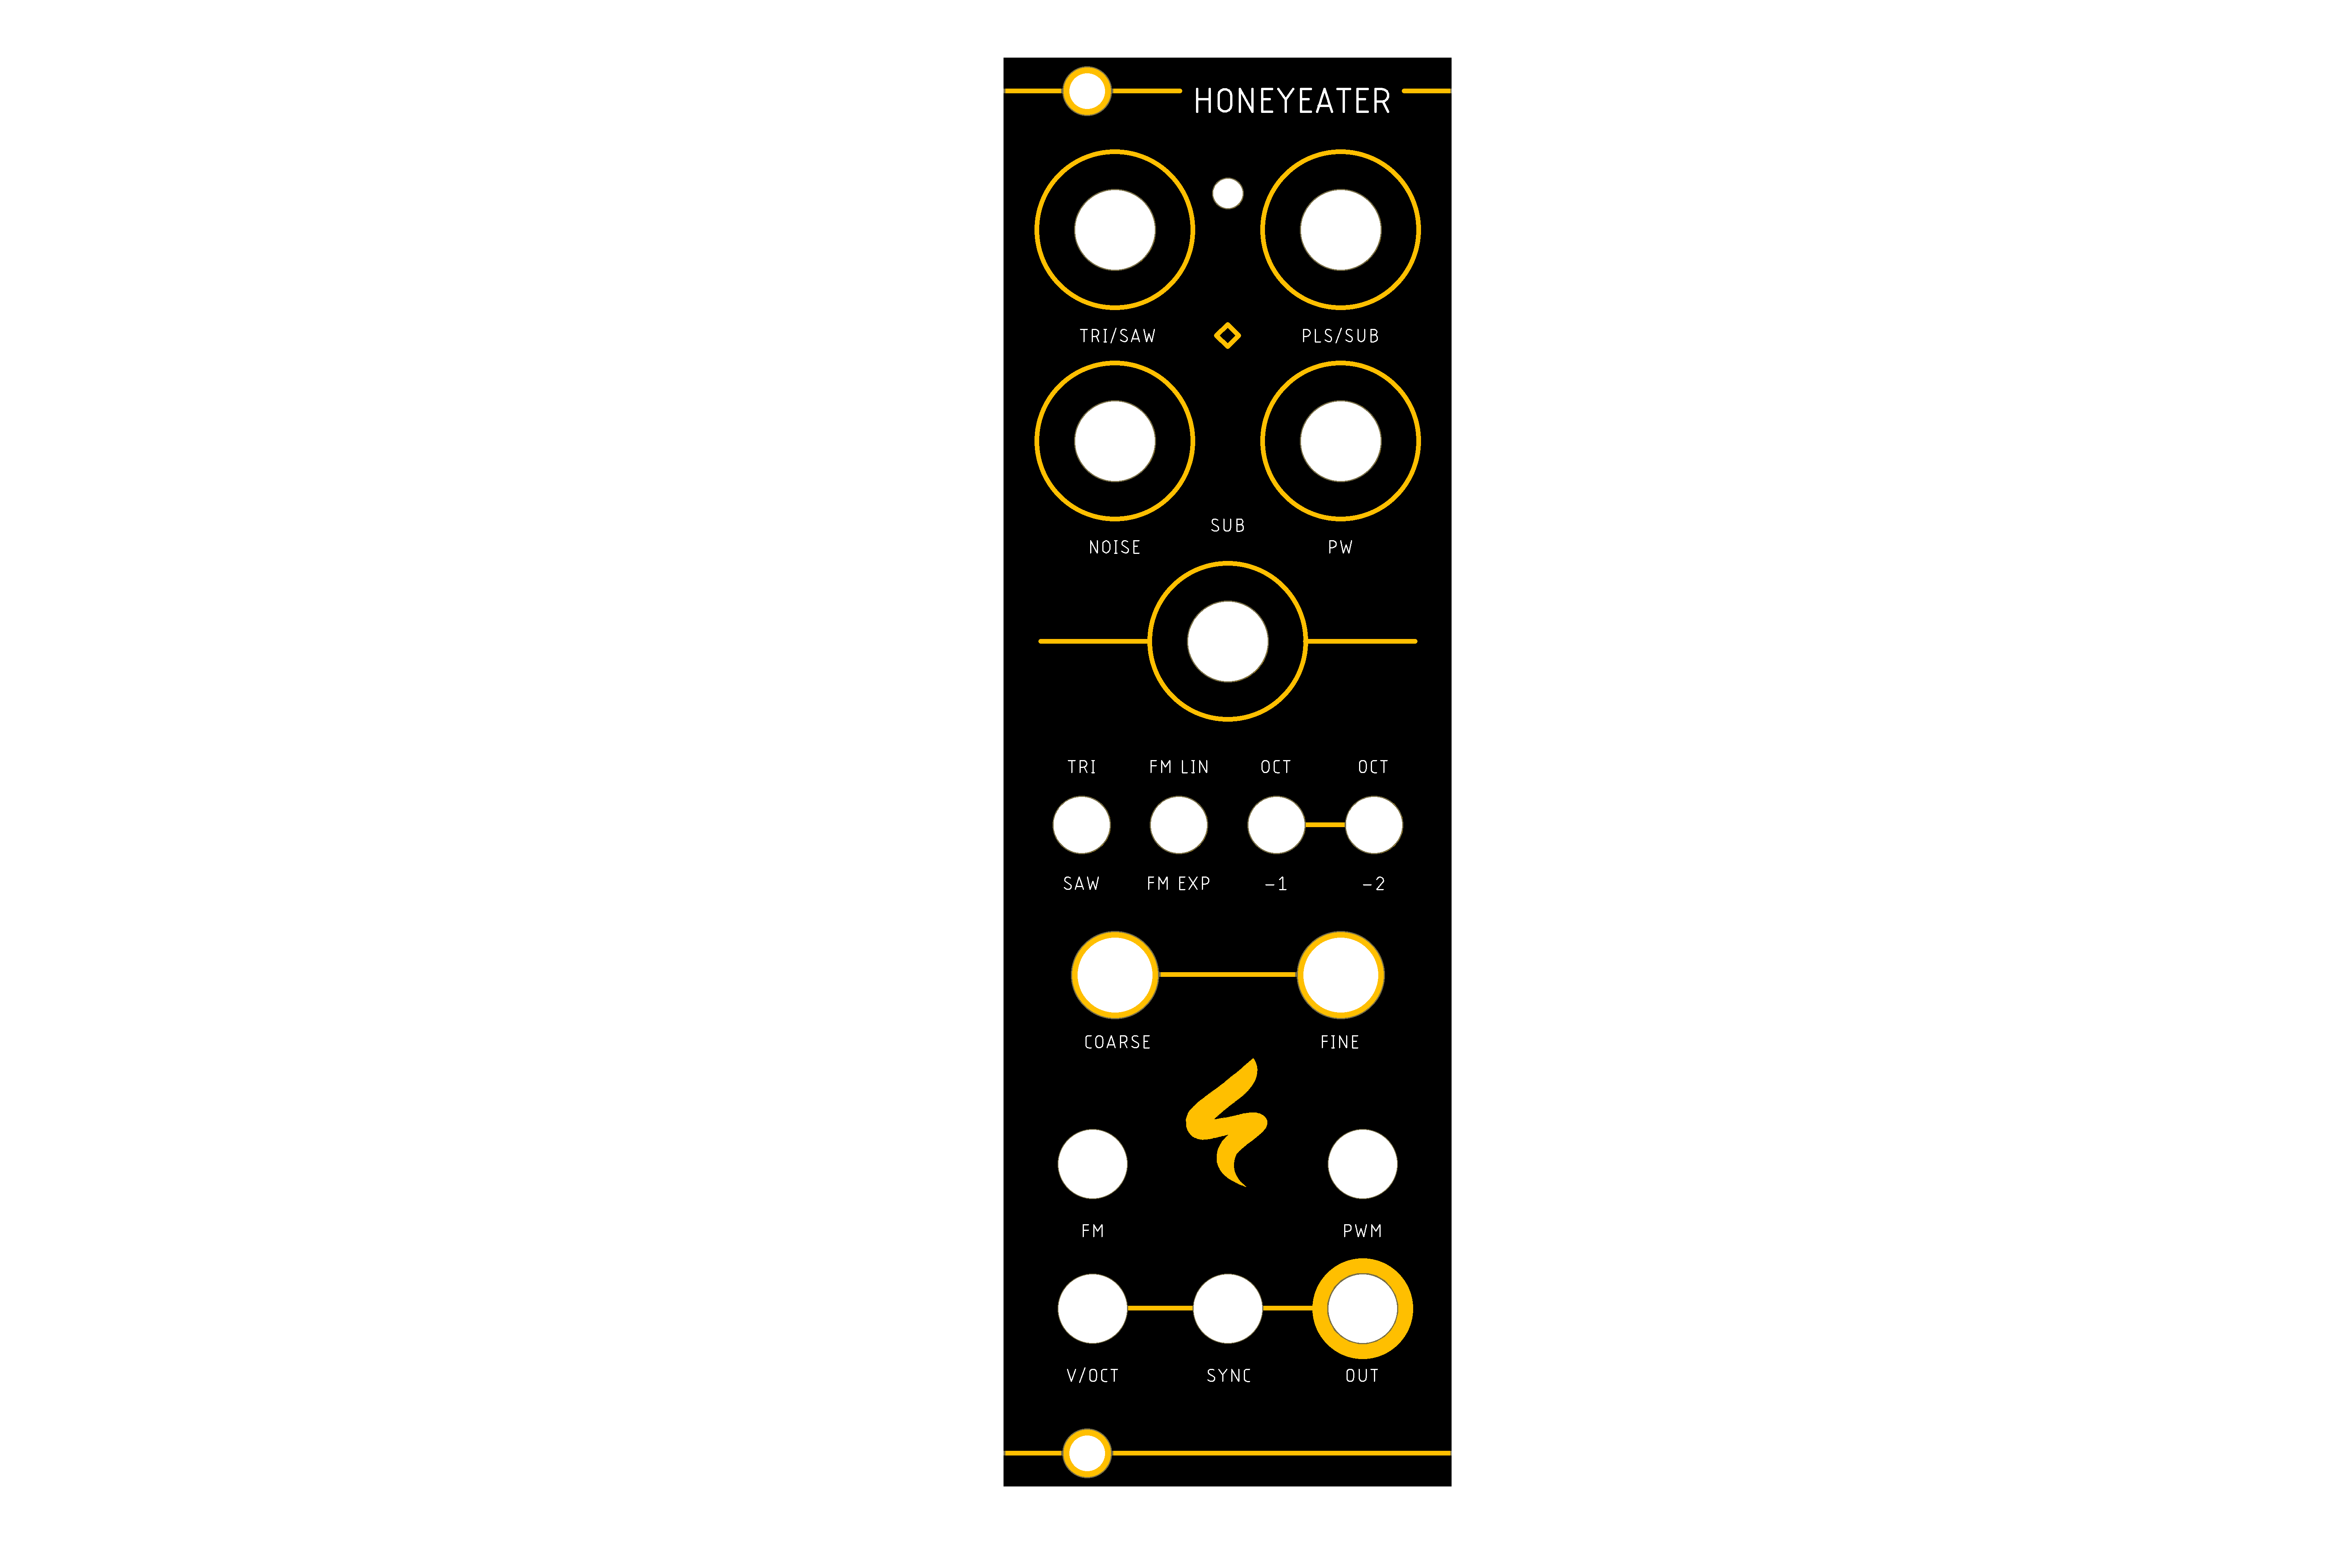 HONEYEATER
TRI/SAW
PLS/SUB
SUB
NOISE
PW
TRI
FM LIN
OCT
OCT
SAW
FM EXP
-1
-2
COARSE
FINE
FM
PWM
V/OCT
SYNC
OUT